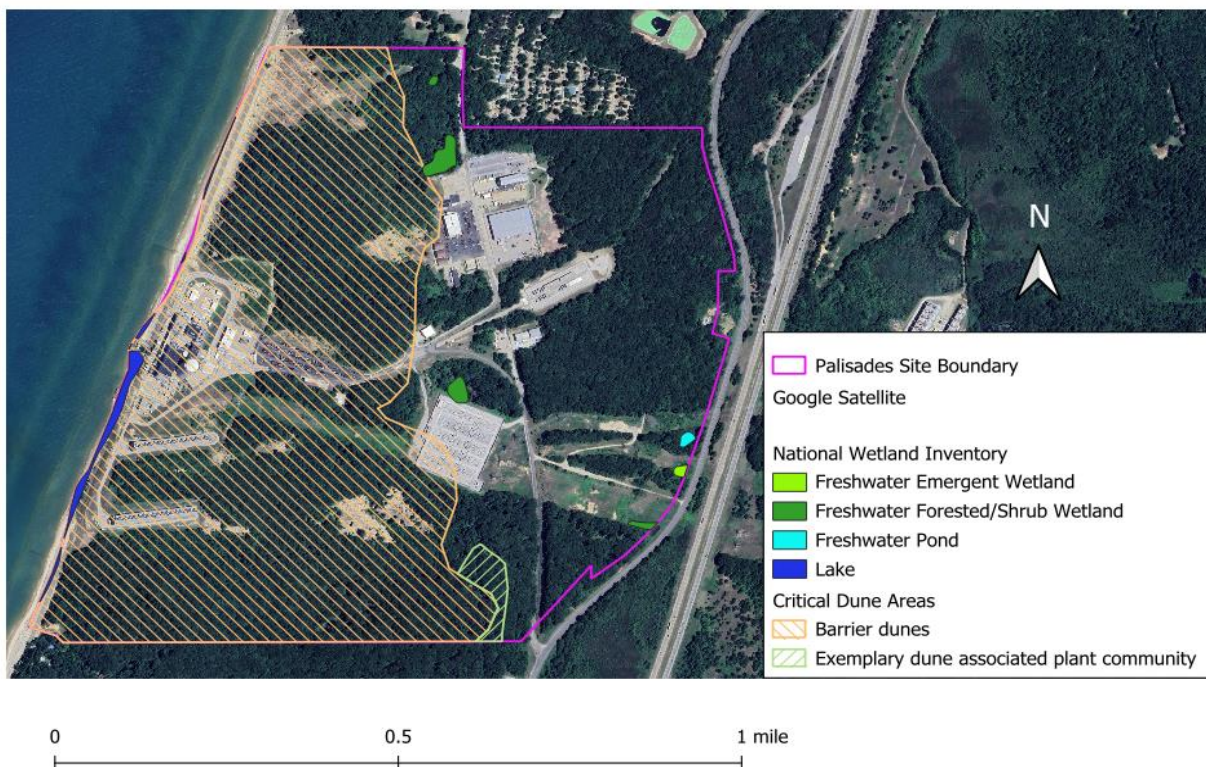 N
Palisades Site Boundary
Google Satellite
National Wetland Inventory
Freshwater Emergent Wetland
Freshwater Forested/Shrub Wetland
Freshwater Pond
Lake
Critical Dune Areas
Barrier dunes
Exemplary dune associated plant community
0 0.5 1 mile